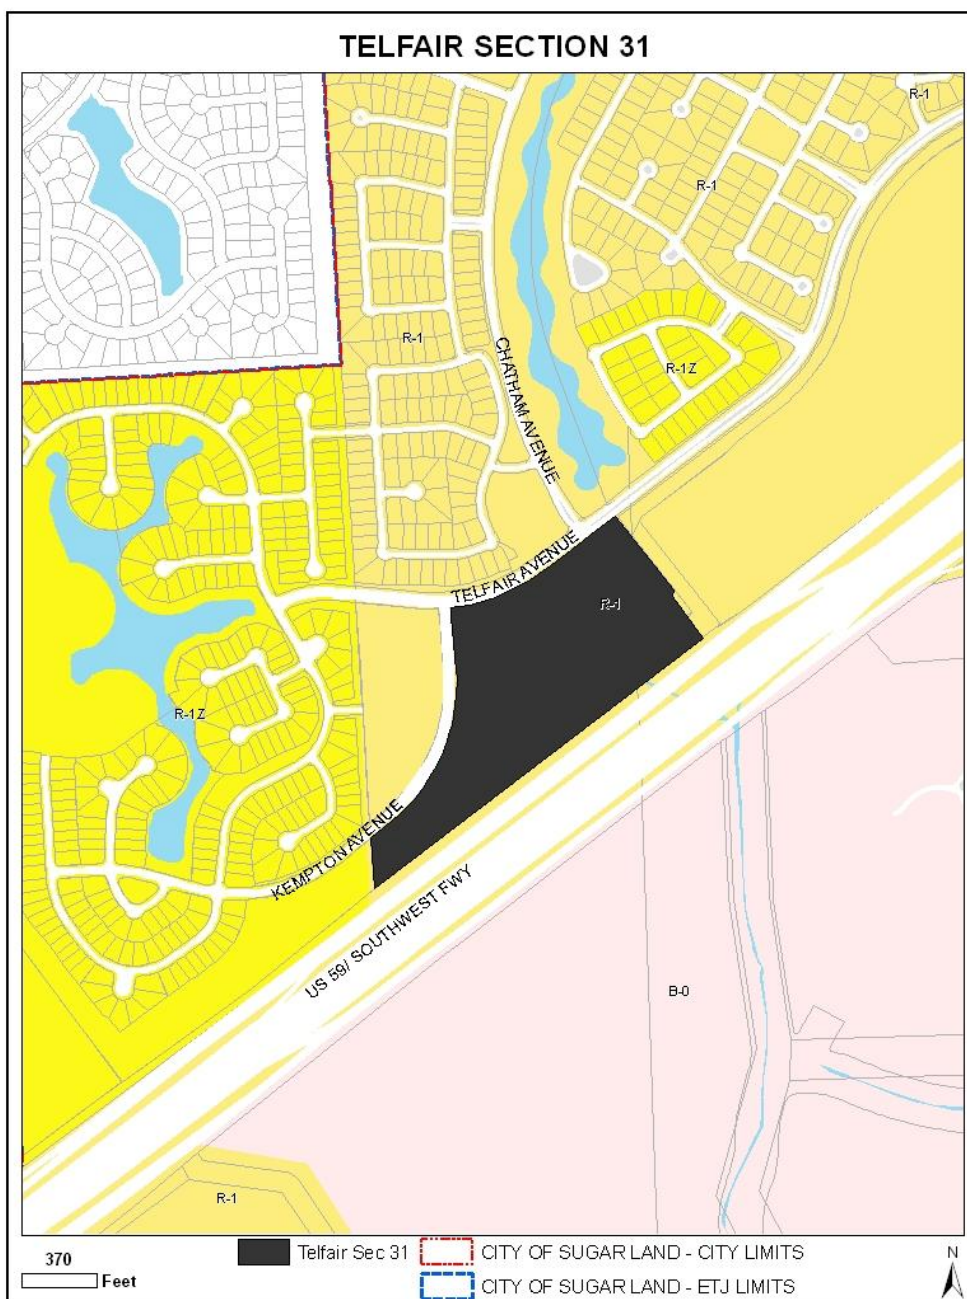 TELFAIR SECTION 31
R-1
R-1
R-1
CHATHAM AVENUE
R-1Z
TELFAIR AVENUE
R-1
R-1Z
KEMPTON AVENUE
US 59/ SOUTHWEST FWY
B-0
R-1
370
Feet
Telfair Sec 31
CITY OF SUGAR LAND - CITY LIMITS
CITY OF SUGAR LAND - ETJ LIMITS
N